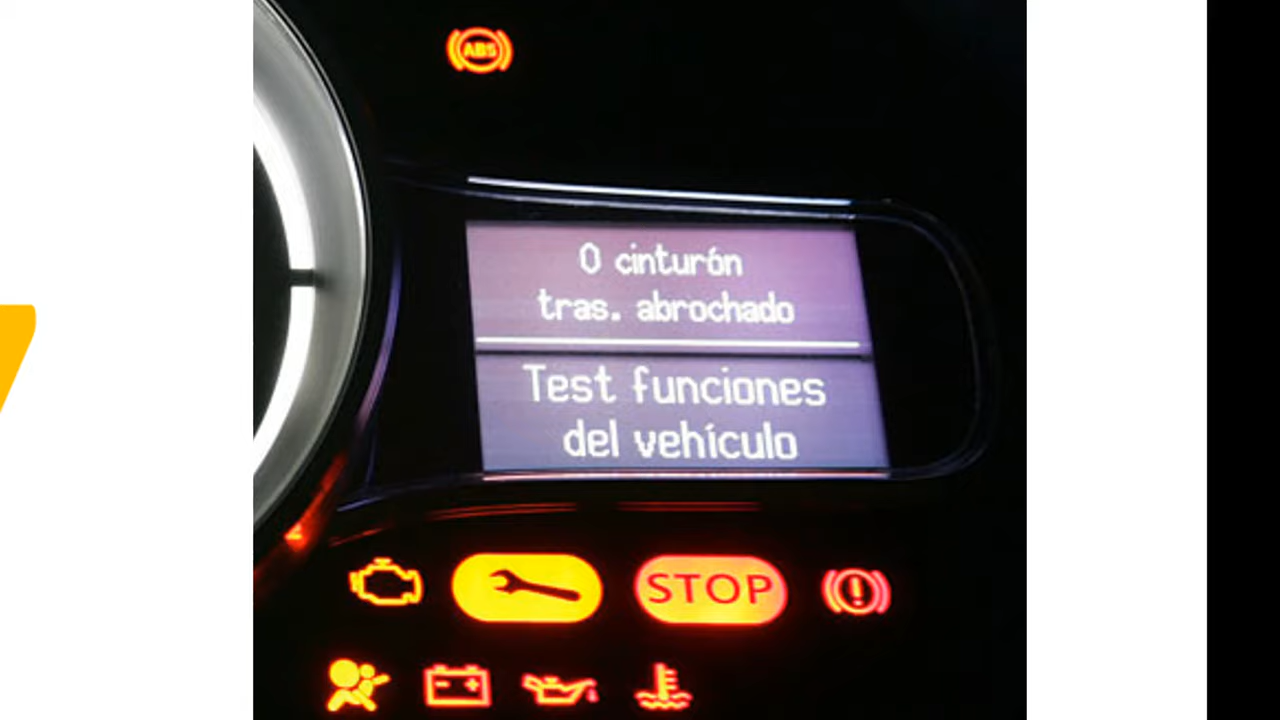 ABS
0 cinturón
tras. abrochado
Test funciones
del vehículo
STOP